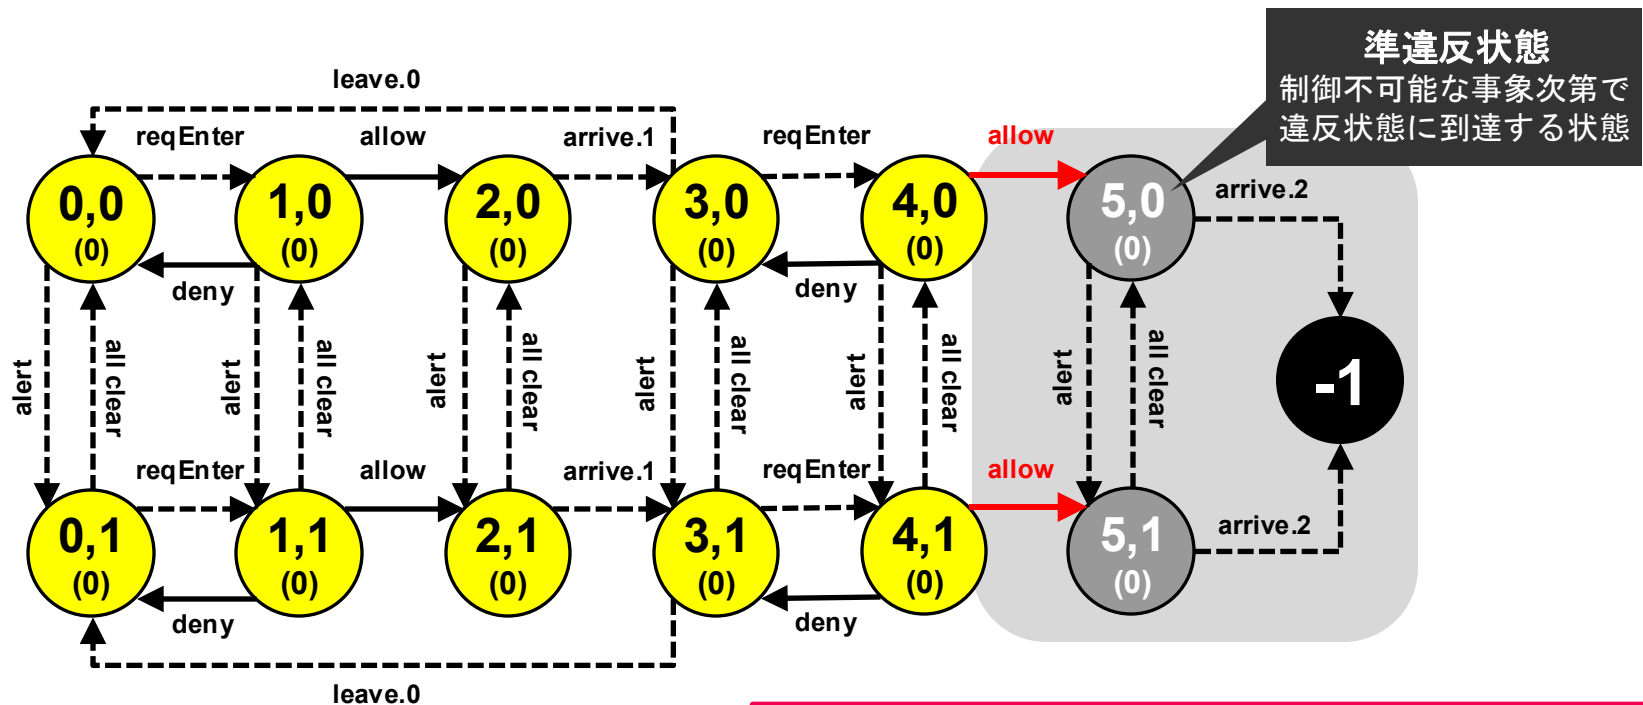 準違反状態
制御不可能な事象次第で
違反状態に到達する状態
leave.0
reqEnter
allow
arrive.1
reqEnter
allow
arrive.2
0,0
(0)
1,0
(0)
2,0
(0)
3,0
(0)
4,0
(0)
5,0
(0)
deny
deny
alert
all clear
alert
all clear
alert
all clear
alert
all clear
alert
all clear
alert
all clear
-1
reqEnter
allow
arrive.1
reqEnter
allow
arrive.2
0,1
(0)
1,1
(0)
2,1
(0)
3,1
(0)
4,1
(0)
5,1
(0)
deny
deny
leave.0